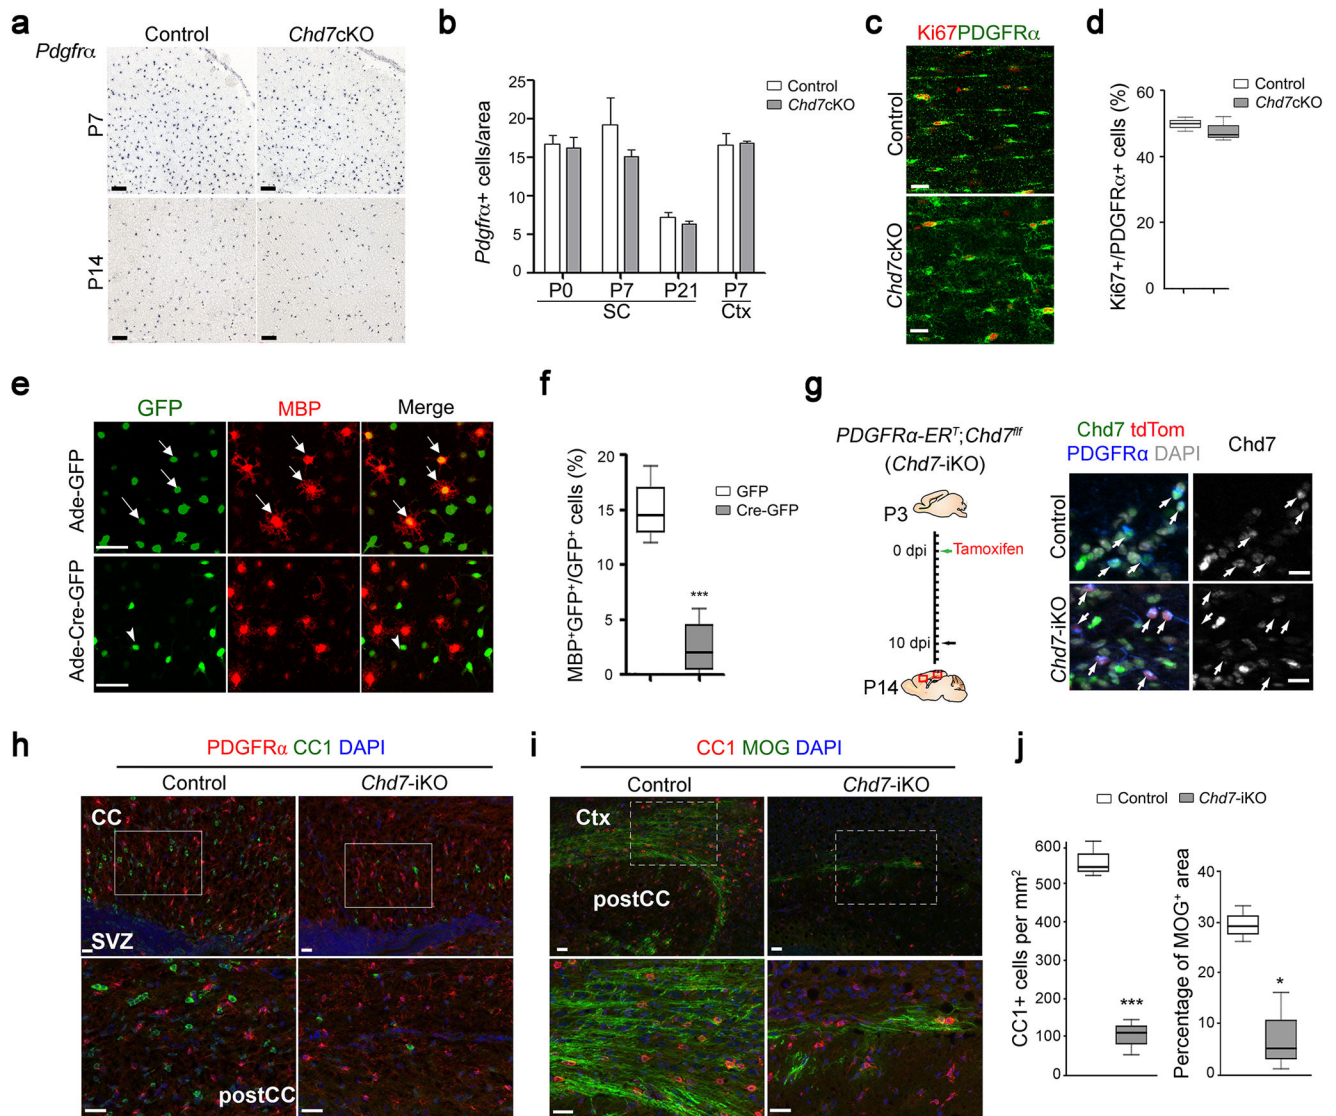 a
Control
Chd7cKO
Pdgfrα
P7
P14
b
Pdgfrα+ cells/area
25
20
15
10
5
0
Control
Chd7cKO
P0
P7
P21
P7
SC
Ctx
c
Ki67PDGFRα
Control
Chd7cKO
d
Ki67+/PDGFRα+ cells (%)
60
40
20
0
Control
Chd7cKO
e
GFP
MBP
Merge
Ade-GFP
Ade-Cre-GFP
f
MBP⁺GFP⁺/GFP⁺ cells (%)
20
15
10
5
0
***
GFP
Cre-GFP
g
PDGFRα-ERᵀ;Chd7^f/f
(Chd7-iKO)
P3
0 dpi
Tamoxifen
10 dpi
P14
Chd7 tdTom
PDGFRα DAPI
Chd7
Control
Chd7-iKO
h
PDGFRα CC1 DAPI
Control
Chd7-iKO
CC
SVZ
postCC
i
CC1 MOG DAPI
Control
Chd7-iKO
Ctx
postCC
j
Control
Chd7-iKO
CC1+ cells per mm²
600
500
400
300
200
100
0
***
Percentage of MOG⁺ area
40
30
20
10
0
*